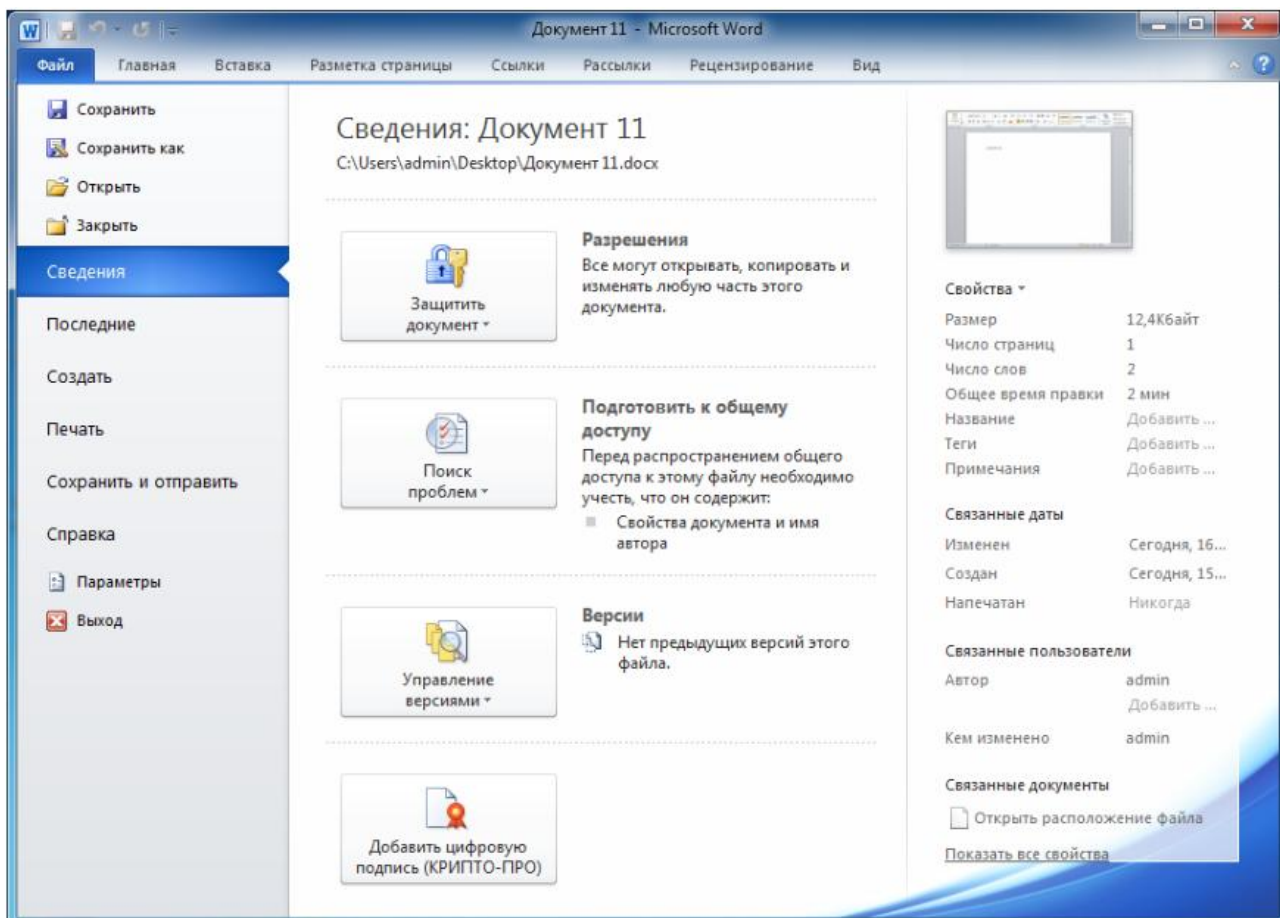 Документ 11 - Microsoft Word
Файл Главная Вставка Разметка страницы Ссылки Рассылки Рецензирование Вид
Сохранить
Сохранить как
Открыть
Закрыть
Сведения
Последние
Создать
Печать
Сохранить и отправить
Справка
Параметры
Выход
Сведения: Документ 11
C:\Users\admin\Desktop\Документ 11.docx
Защитить
документ
Разрешения
Все могут открывать, копировать и
изменять любую часть этого
документа.
Поиск
проблем
Подготовить к общему
доступу
Перед распространением общего
доступа к этому файлу необходимо
учесть, что он содержит:
Свойства документа и имя
автора
Управление
версиями
Версии
Нет предыдущих версий этого
файла.
Добавить цифровую
подпись (КРИПТО-ПРО)
Свойства
Размер 12,4Кбайт
Число страниц 1
Число слов 2
Общее время правки 2 мин
Название Добавить ...
Теги Добавить ...
Примечания Добавить ...
Связанные даты
Изменен Сегодня, 16...
Создан Сегодня, 15...
Напечатан Никогда
Связанные пользователи
Автор admin
Добавить ...
Кем изменено admin
Связанные документы
Открыть расположение файла
Показать все свойства